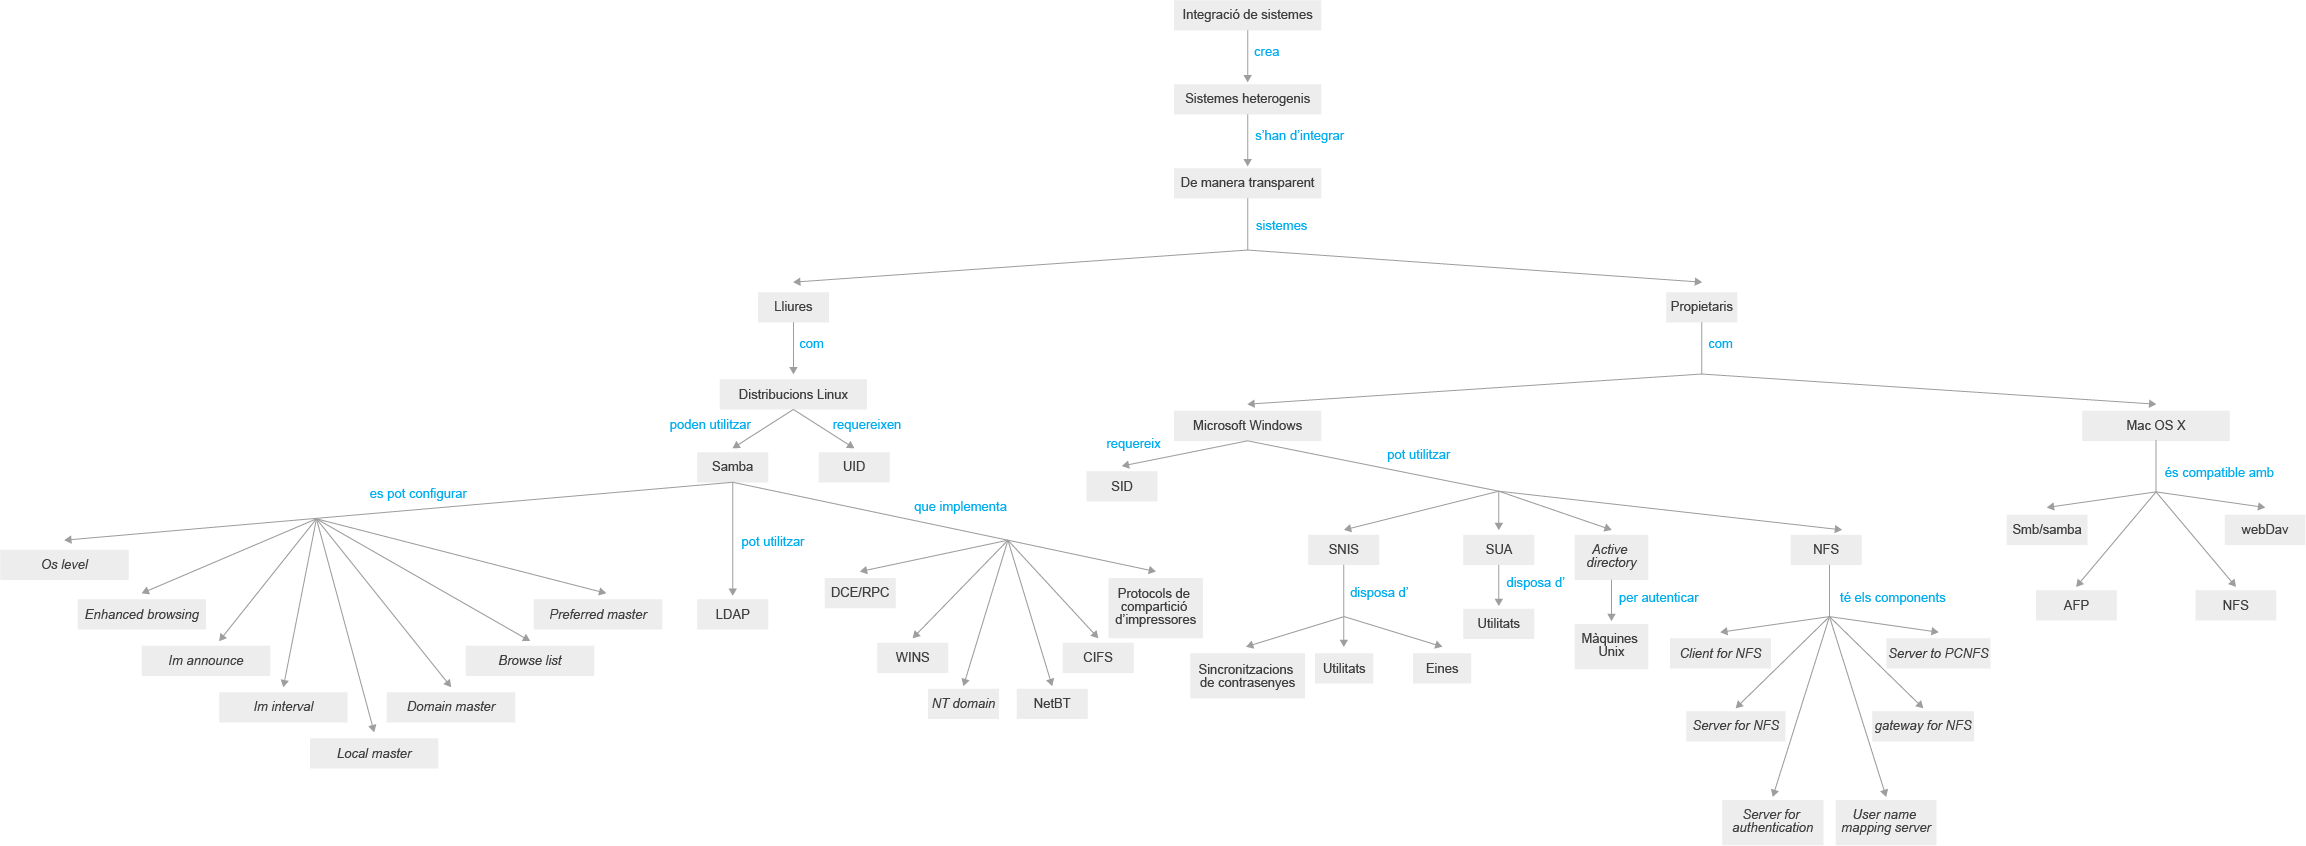 Integració de sistemes
crea
Sistemes heterogenis
s’han d’integrar
De manera transparent
sistemes
Lliures
Propietaris
com
com
Distribucions Linux
Microsoft Windows
Mac OS X
poden utilitzar
requereixen
requereix
pot utilitzar
és compatible amb
Samba
UID
SID
es pot configurar
que implementa
pot utilitzar
Smb/samba
webDav
SNIS
SUA
Active
directory
NFS
Os level
disposa d’
disposa d’
per autenticar
té els components
DCE/RPC
Protocols de
compartició
d’impressores
AFP
NFS
Enhanced browsing
Preferred master
LDAP
Utilitats
Màquines
Unix
Im announce
Browse list
WINS
CIFS
Sincronitzacions
de contrasenyes
Utilitats
Eines
Client for NFS
Server to PCNFS
Im interval
Domain master
NT domain
NetBT
Server for NFS
gateway for NFS
Local master
Server for
authentication
User name
mapping server